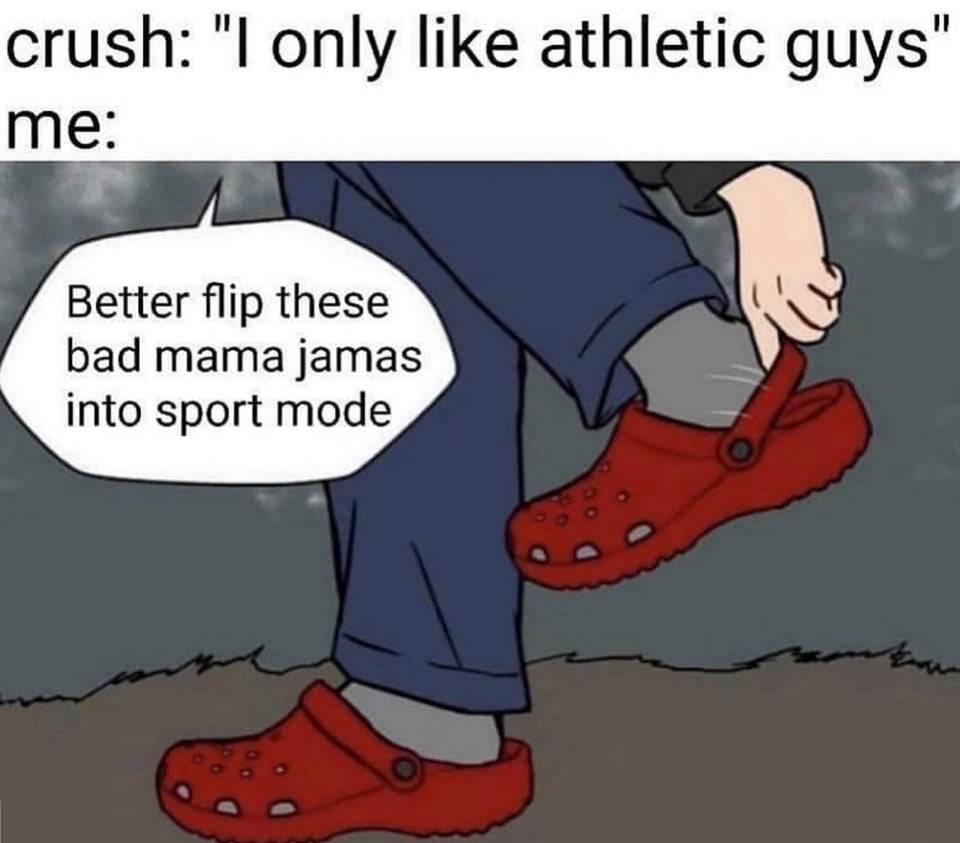 crush: "I only like athletic guys"
me:
Better flip these
bad mama jamas
into sport mode